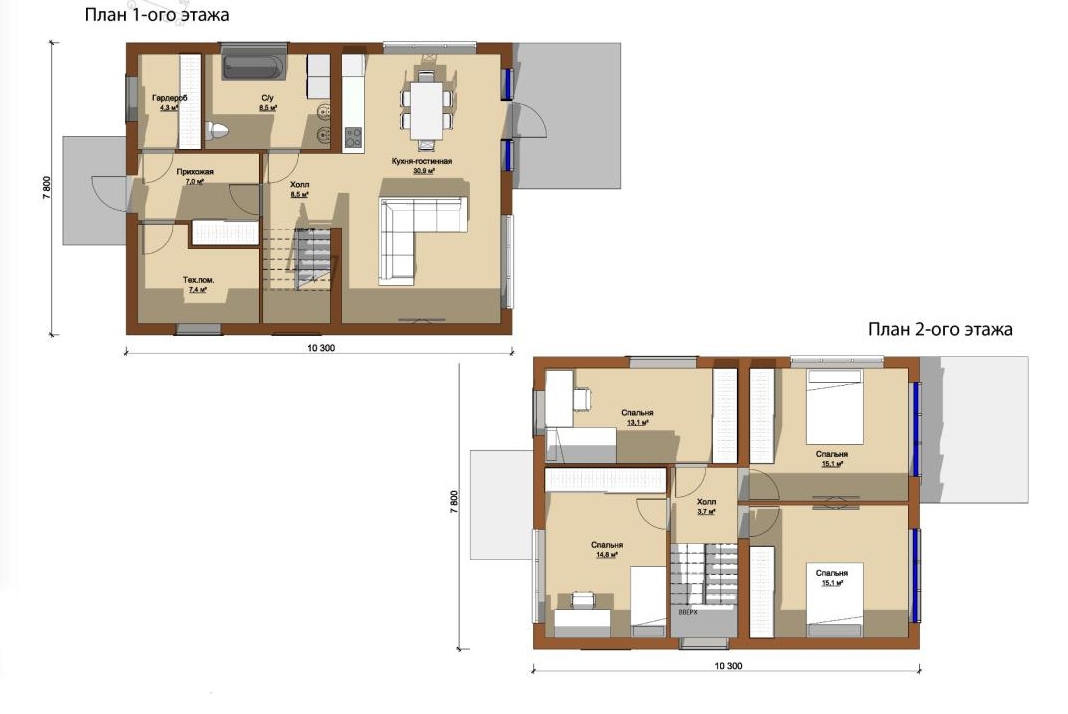 План 1-ого этажа
Гардероб
4,3 м²
С/у
8,5 м²
Прихожая
7,0 м²
Холл
8,5 м²
Кухня-гостинная
30,9 м²
7 800
Тех.пом.
7,4 м²
10 300
План 2-ого этажа
Спальня
13,1 м²
Спальня
15,1 м²
Холл
3,7 м²
7 800
Спальня
14,8 м²
Спальня
15,1 м²
ВВЕРХ
10 300